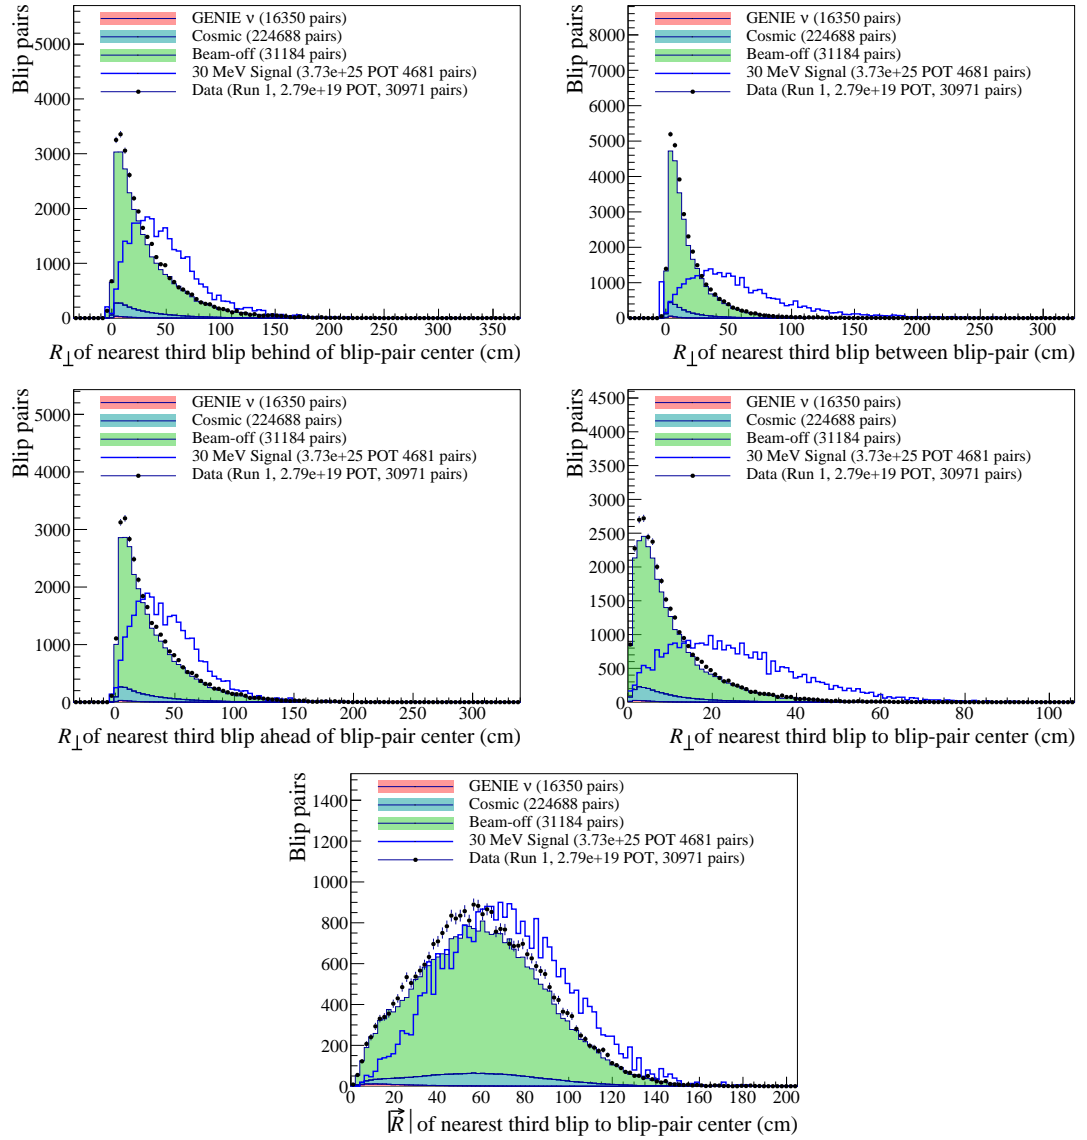 Blip pairs
GENIE ν (16350 pairs)
Cosmic (224688 pairs)
Beam-off (31184 pairs)
30 MeV Signal (3.73e+25 POT 4681 pairs)
Data (Run 1, 2.79e+19 POT, 30971 pairs)
5000
4000
3000
2000
1000
0
0 50 100 150 200 250 300 350
R⊥ of nearest third blip behind of blip-pair center (cm)
Blip pairs
GENIE ν (16350 pairs)
Cosmic (224688 pairs)
Beam-off (31184 pairs)
30 MeV Signal (3.73e+25 POT 4681 pairs)
Data (Run 1, 2.79e+19 POT, 30971 pairs)
8000
7000
6000
5000
4000
3000
2000
1000
0
0 50 100 150 200 250 300
R⊥ of nearest third blip between blip-pair (cm)
Blip pairs
GENIE ν (16350 pairs)
Cosmic (224688 pairs)
Beam-off (31184 pairs)
30 MeV Signal (3.73e+25 POT 4681 pairs)
Data (Run 1, 2.79e+19 POT, 30971 pairs)
5000
4000
3000
2000
1000
0
0 50 100 150 200 250 300
R⊥ of nearest third blip ahead of blip-pair center (cm)
Blip pairs
GENIE ν (16350 pairs)
Cosmic (224688 pairs)
Beam-off (31184 pairs)
30 MeV Signal (3.73e+25 POT 4681 pairs)
Data (Run 1, 2.79e+19 POT, 30971 pairs)
4500
4000
3500
3000
2500
2000
1500
1000
500
0
0 20 40 60 80 100
R⊥ of nearest third blip to blip-pair center (cm)
Blip pairs
GENIE ν (16350 pairs)
Cosmic (224688 pairs)
Beam-off (31184 pairs)
30 MeV Signal (3.73e+25 POT 4681 pairs)
Data (Run 1, 2.79e+19 POT, 30971 pairs)
1400
1200
1000
800
600
400
200
0
0 20 40 60 80 100 120 140 160 180 200
|R⃗| of nearest third blip to blip-pair center (cm)